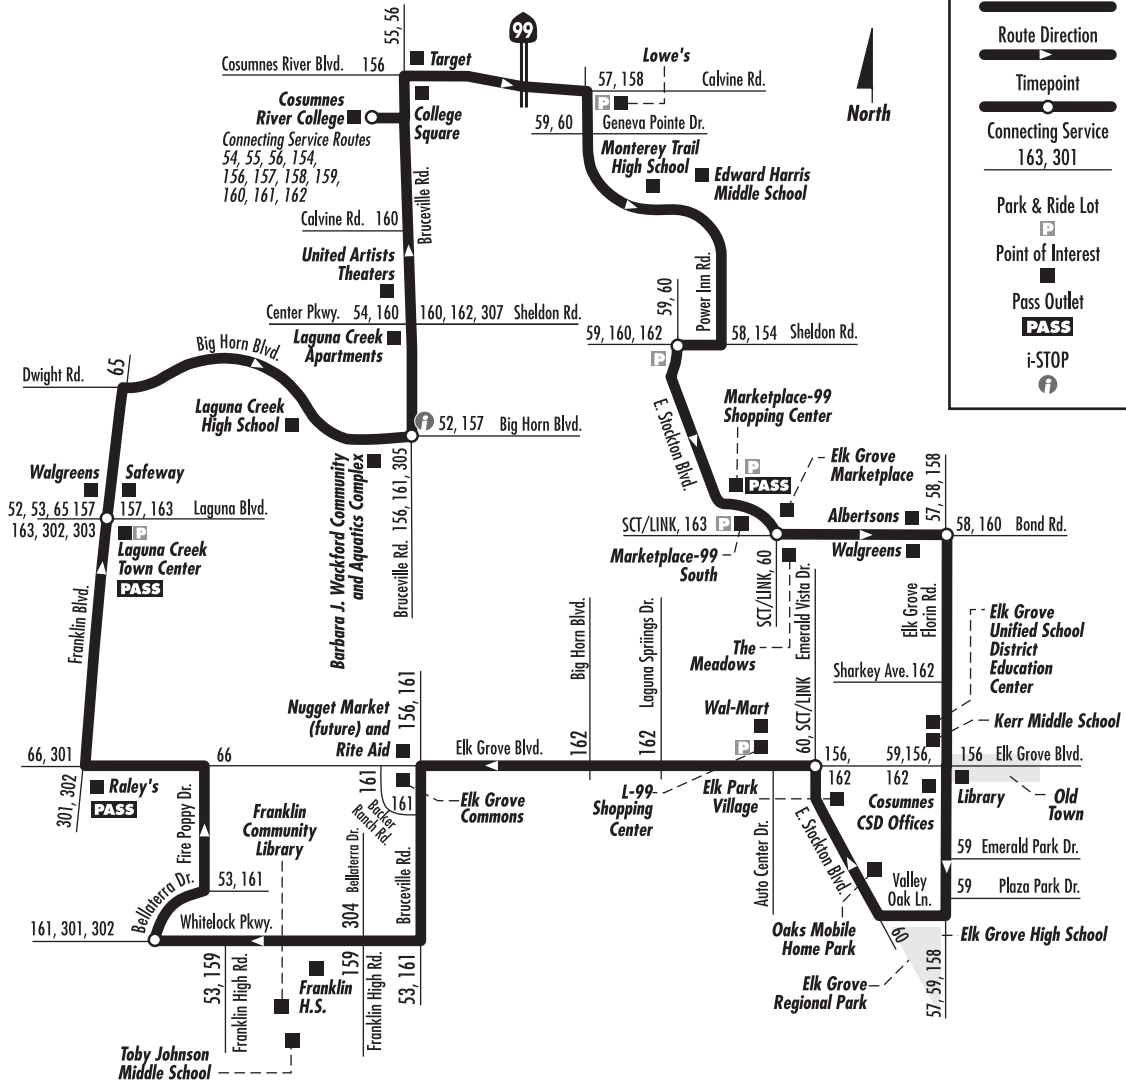 55, 56
99
Target
Cosumnes River Blvd. 156
Cosumnes
River College
Connecting Service Routes
54, 55, 56, 154,
156, 157, 158, 159,
160, 161, 162
College
Square
Lowe's
57, 158 Calvine Rd.
P
59, 60 Geneva Pointe Dr.
Monterey Trail
High School
Edward Harris
Middle School
North
Route Direction
Timepoint
Connecting Service
163, 301
Park & Ride Lot
P
Point of Interest
Pass Outlet
PASS
i-STOP
i
Bruceville Rd.
Calvine Rd. 160
United Artists
Theaters
Center Pkwy. 54, 160
160, 162, 307 Sheldon Rd.
Laguna Creek
Apartments
59, 60
Power Inn Rd.
59, 160, 162
58, 154 Sheldon Rd.
P
Big Horn Blvd.
65
Dwight Rd.
Laguna Creek
High School
i
52, 157 Big Horn Blvd.
E. Stockton Blvd.
Marketplace-99
Shopping Center
P
PASS
Elk Grove
Marketplace
57, 58, 158
Walgreens
Safeway
52, 53, 65 157
157, 163 Laguna Blvd.
163, 302, 303
P
Laguna Creek
Town Center
PASS
Franklin Blvd.
Barbara J. Wackford Community
and Aquatics Complex
Bruceville Rd. 156, 161, 305
SCT/LINK, 163
P
Marketplace-99
South
Albertsons
Walgreens
58, 160 Bond Rd.
SCT/LINK, 60
The
Meadows
60, SCT/LINK Emerald Vista Dr.
Elk Grove
Florin Rd.
Elk Grove
Unified School
District
Education
Center
Sharkey Ave. 162
Kerr Middle School
Big Horn Blvd.
162
Laguna Springs Dr.
162
Wal-Mart
P
Nugget Market
(future) and
Rite Aid
156, 161
Elk Grove Blvd.
66, 301
66
301, 302
Raley's
PASS
161
161
Backer
Ranch Rd.
Elk Grove
Commons
L-99
Shopping
Center
Elk Park
Village
156,
162
59,156,
162
156 Elk Grove Blvd.
Cosumnes
CSD Offices
Library
Old
Town
Fire Poppy Dr.
Franklin
Community
Library
304 Bellaterra Dr.
Bruceville Rd.
Auto Center Dr.
E. Stockton Blvd.
59 Emerald Park Dr.
59 Plaza Park Dr.
Valley
Oak Ln.
53, 161
Bellaterra Dr.
Whitelock Pkwy.
161, 301, 302
Oaks Mobile
Home Park
60
Elk Grove High School
Elk Grove
Regional Park
57, 59, 158
53, 159
Franklin High Rd.
Franklin
H.S.
159
Franklin High Rd.
53, 161
Toby Johnson
Middle School